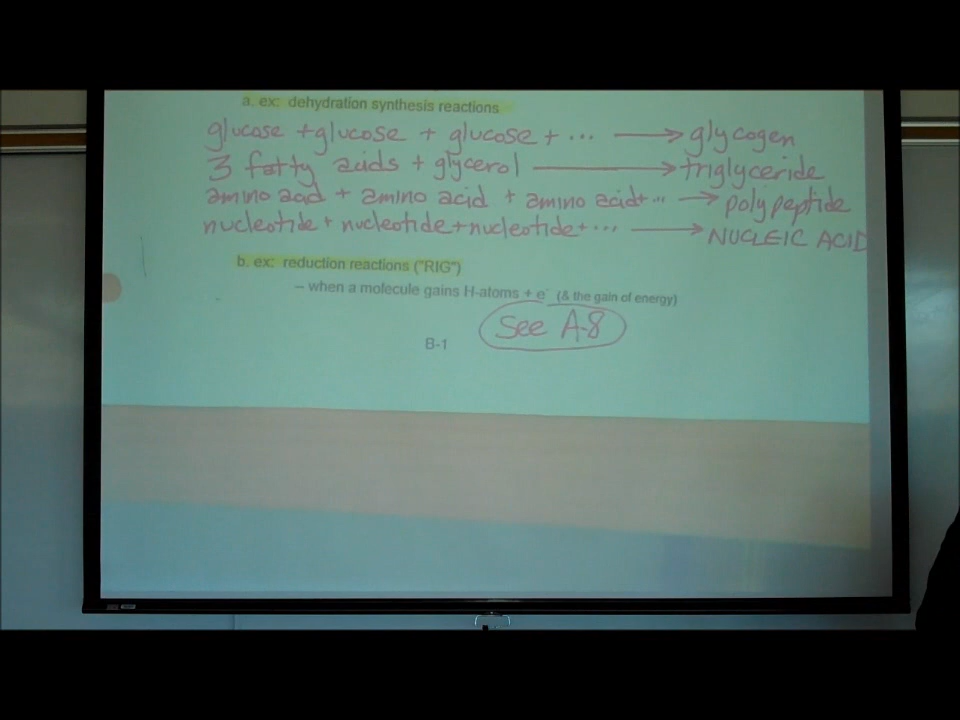 a. ex: dehydration synthesis reactions
glucose + glucose + glucose + ... → glycogen
3 fatty acids + glycerol → triglyceride
amino acid + amino acid + amino acid + ... → polypeptide
nucleotide + nucleotide + nucleotide + ... → NUCLEIC ACID
b. ex: reduction reactions ("RIG")
– when a molecule gains H-atoms + e⁻ (& the gain of energy)
See A-8
B-1